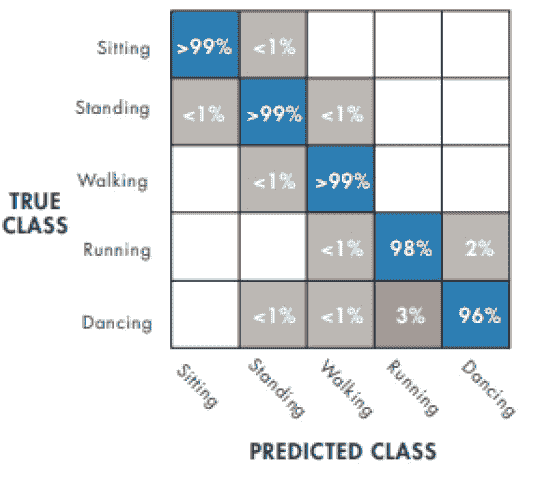 Sitting >99% <1%
Standing <1% >99% <1%
Walking <1% >99%
TRUE
CLASS
Running <1% 98% 2%
Dancing <1% <1% 3% 96%
Sitting Standing Walking Running Dancing
PREDICTED CLASS